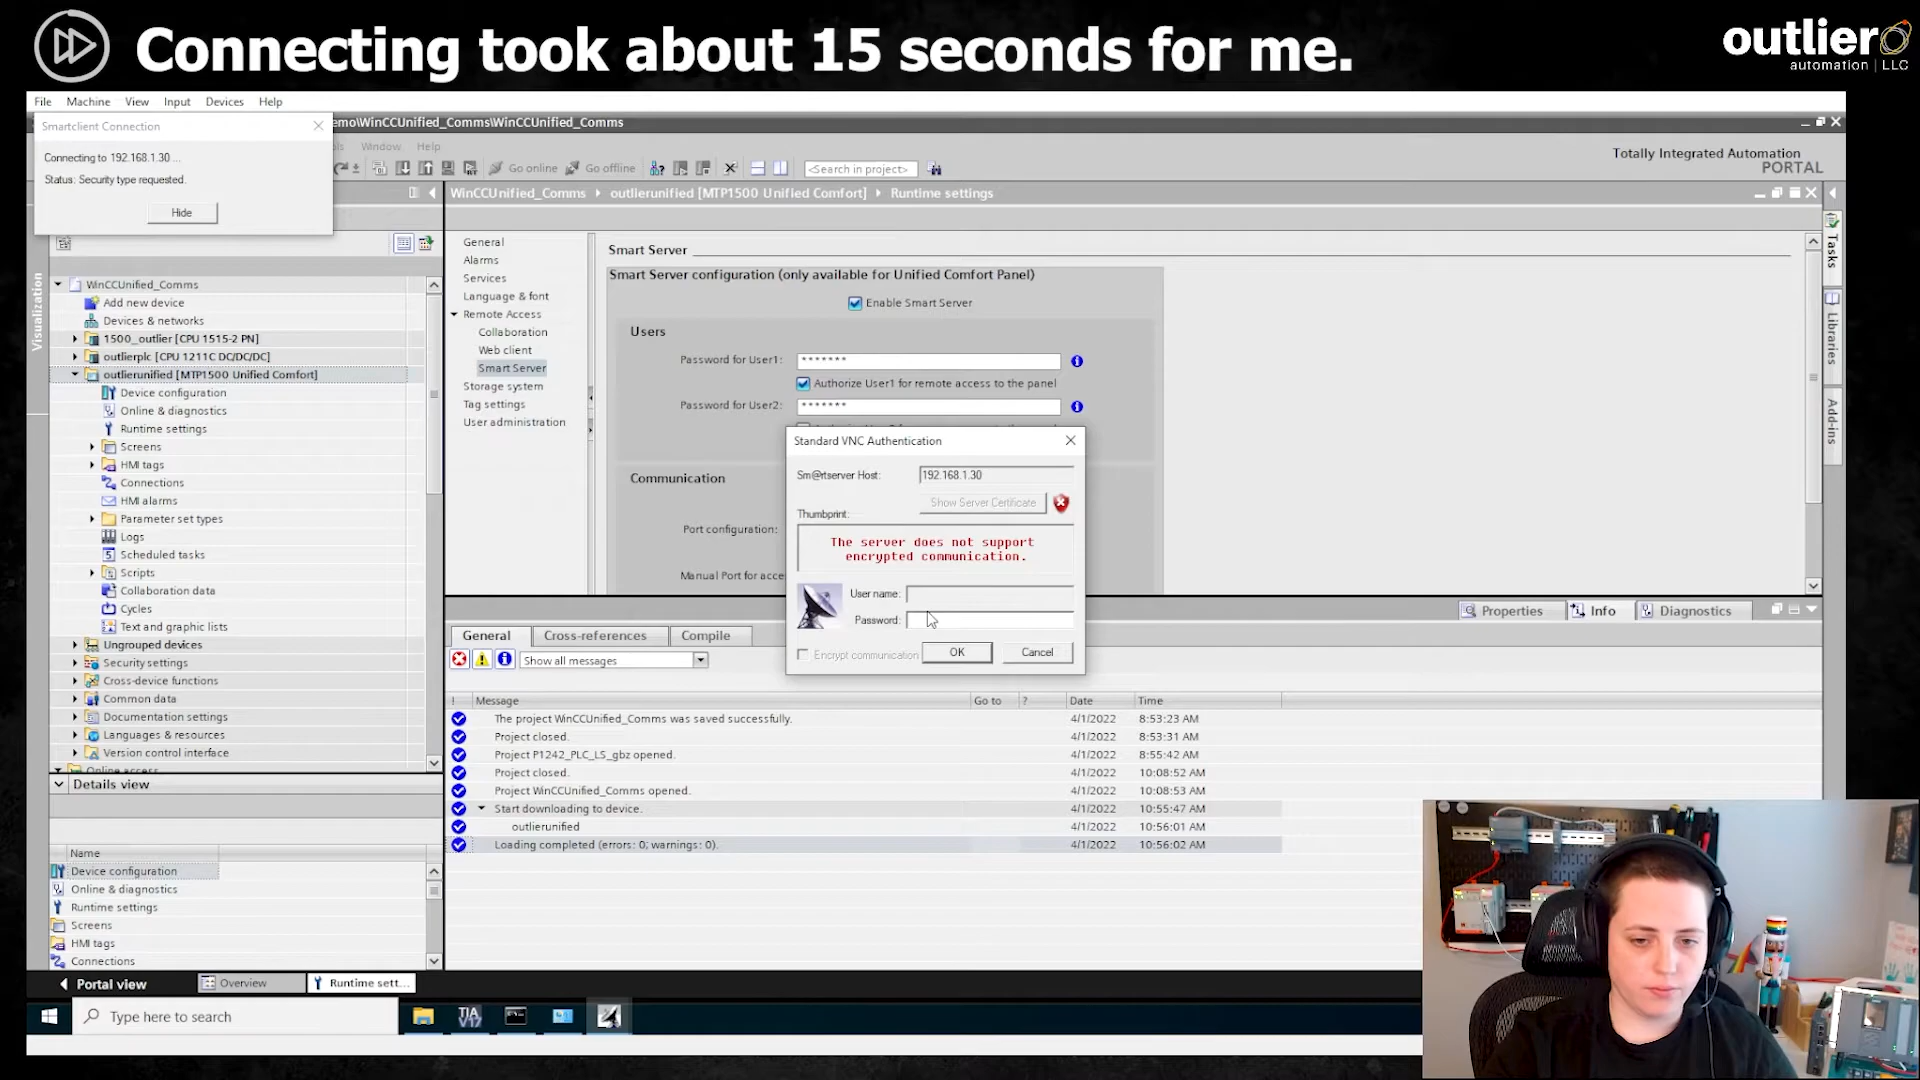 Connecting took about 15 seconds for me.
outlier
automation | LLC
File Machine View Input Devices Help
Smartclient Connection
Connecting to 192.168.1.30 ...
Status: Security type requested.
Hide
emo\WinCCUnified_Comms\WinCCUnified_Comms
Window Help
Go online Go offline <Search in project>
Totally Integrated Automation
PORTAL
WinCCUnified_Comms outlierunified [MTP1500 Unified Comfort] Runtime settings
Visualization
WinCCUnified_Comms
Add new device
Devices & networks
1500_outlier [CPU 1515-2 PN]
outlierplc [CPU 1211C DC/DC/DC]
outlierunified [MTP1500 Unified Comfort]
Device configuration
Online & diagnostics
Runtime settings
Screens
HMI tags
Connections
HMI alarms
Parameter set types
Logs
Scheduled tasks
Scripts
Collaboration data
Cycles
Text and graphic lists
Ungrouped devices
Security settings
Cross-device functions
Common data
Documentation settings
Languages & resources
Version control interface
Online access
Details view
Name
Device configuration
Online & diagnostics
Runtime settings
Screens
HMI tags
Connections
General
Alarms
Services
Language & font
Remote Access
Collaboration
Web client
Smart Server
Storage system
Tag settings
User administration
Smart Server
Smart Server configuration (only available for Unified Comfort Panel)
Enable Smart Server
Users
Password for User1: *******
Authorize User1 for remote access to the panel
Password for User2: *******
Communication
Port configuration:
Manual Port for acce
Standard VNC Authentication
Sm@rtserver Host: 192.168.1.30
Show Server Certificate
Thumbprint:
The server does not support
encrypted communication.
User name:
Password:
Encrypt communication OK Cancel
Tasks
Libraries
Add-ins
Properties Info Diagnostics
General Cross-references Compile
Show all messages
! Message Go to ? Date Time
The project WinCCUnified_Comms was saved successfully. 4/1/2022 8:53:23 AM
Project closed. 4/1/2022 8:53:31 AM
Project P1242_PLC_LS_gbz opened. 4/1/2022 8:55:42 AM
Project closed. 4/1/2022 10:08:52 AM
Project WinCCUnified_Comms opened. 4/1/2022 10:08:53 AM
Start downloading to device. 4/1/2022 10:55:47 AM
outlierunified 4/1/2022 10:56:01 AM
Loading completed (errors: 0; warnings: 0). 4/1/2022 10:56:02 AM
Portal view Overview Runtime sett...
Type here to search
TIA
V17